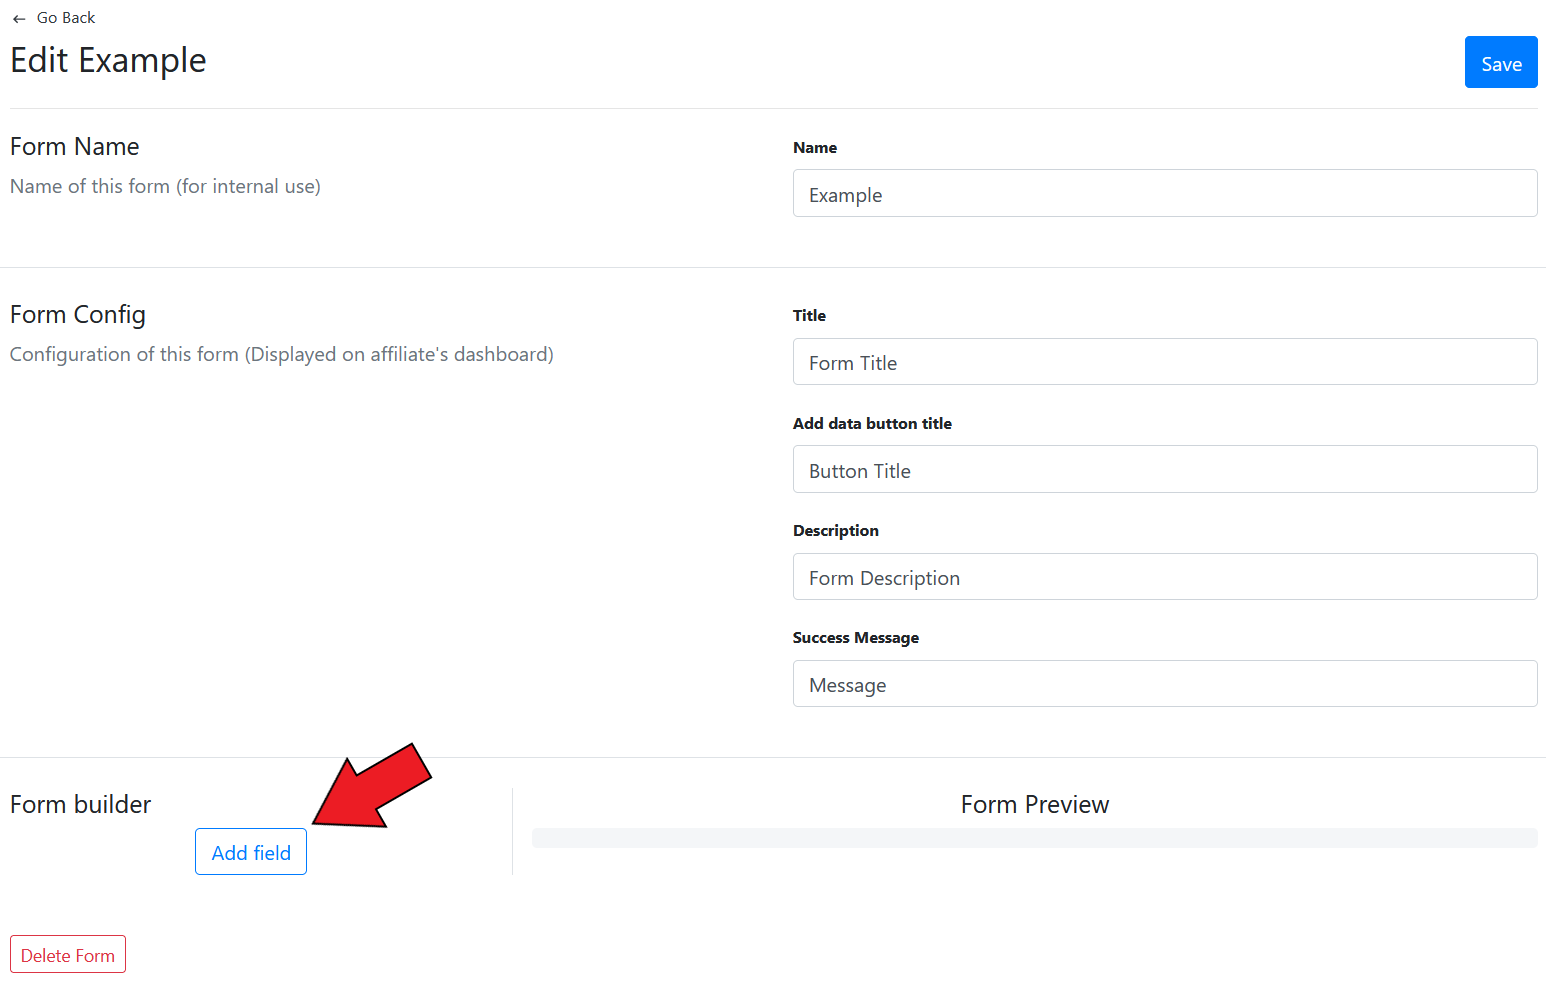 Go Back
Edit Example
Save
Form Name
Name of this form (for internal use)
Name
Example
Form Config
Configuration of this form (Displayed on affiliate's dashboard)
Title
Form Title
Add data button title
Button Title
Description
Form Description
Success Message
Message
Form builder
Add field
Form Preview
Delete Form